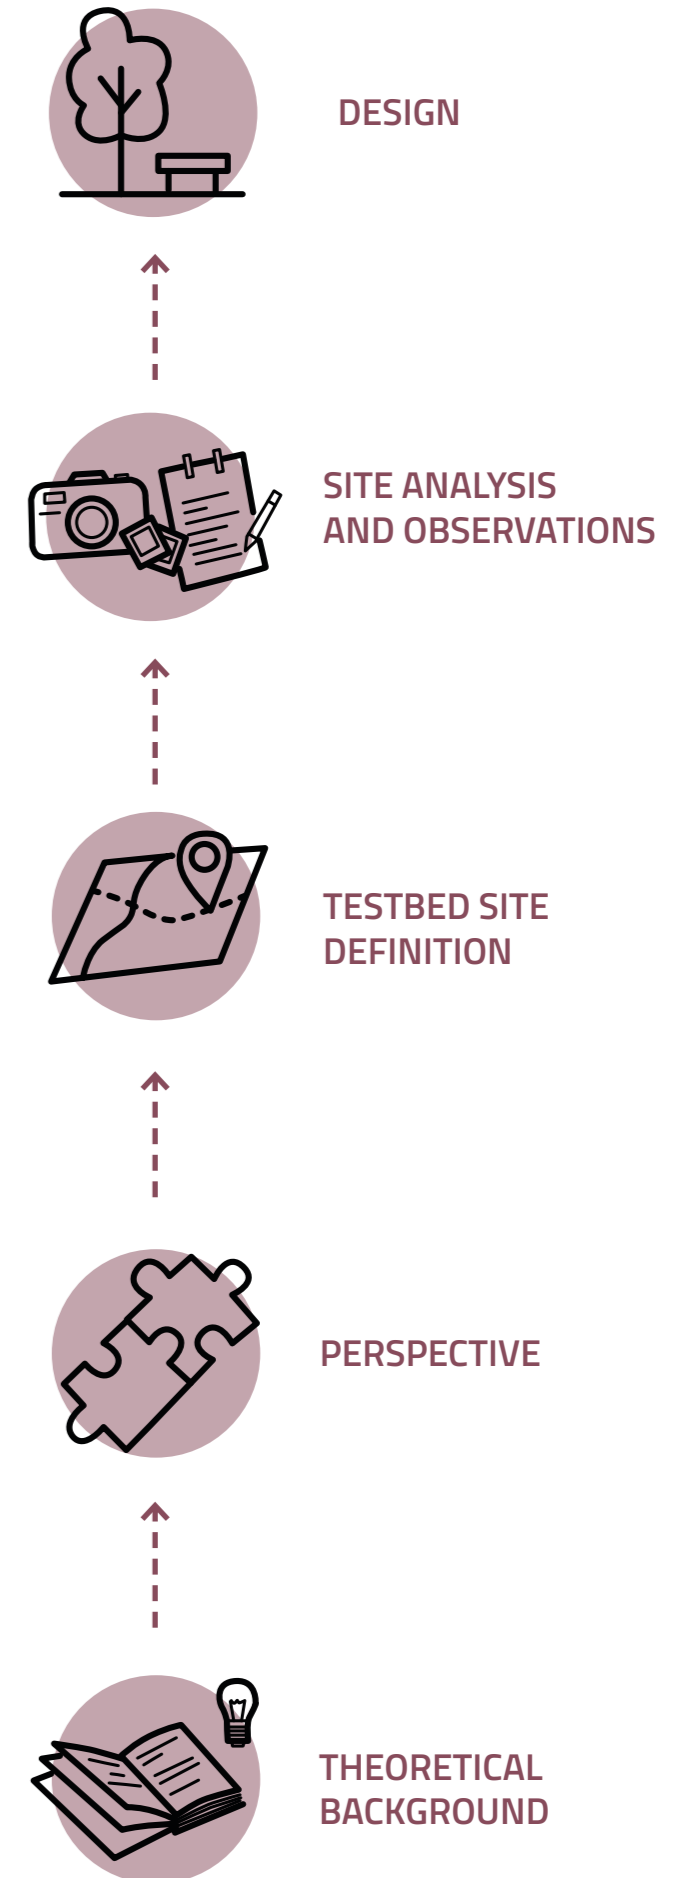 DESIGN
SITE ANALYSIS
AND OBSERVATIONS
TESTBED SITE
DEFINITION
PERSPECTIVE
THEORETICAL
BACKGROUND